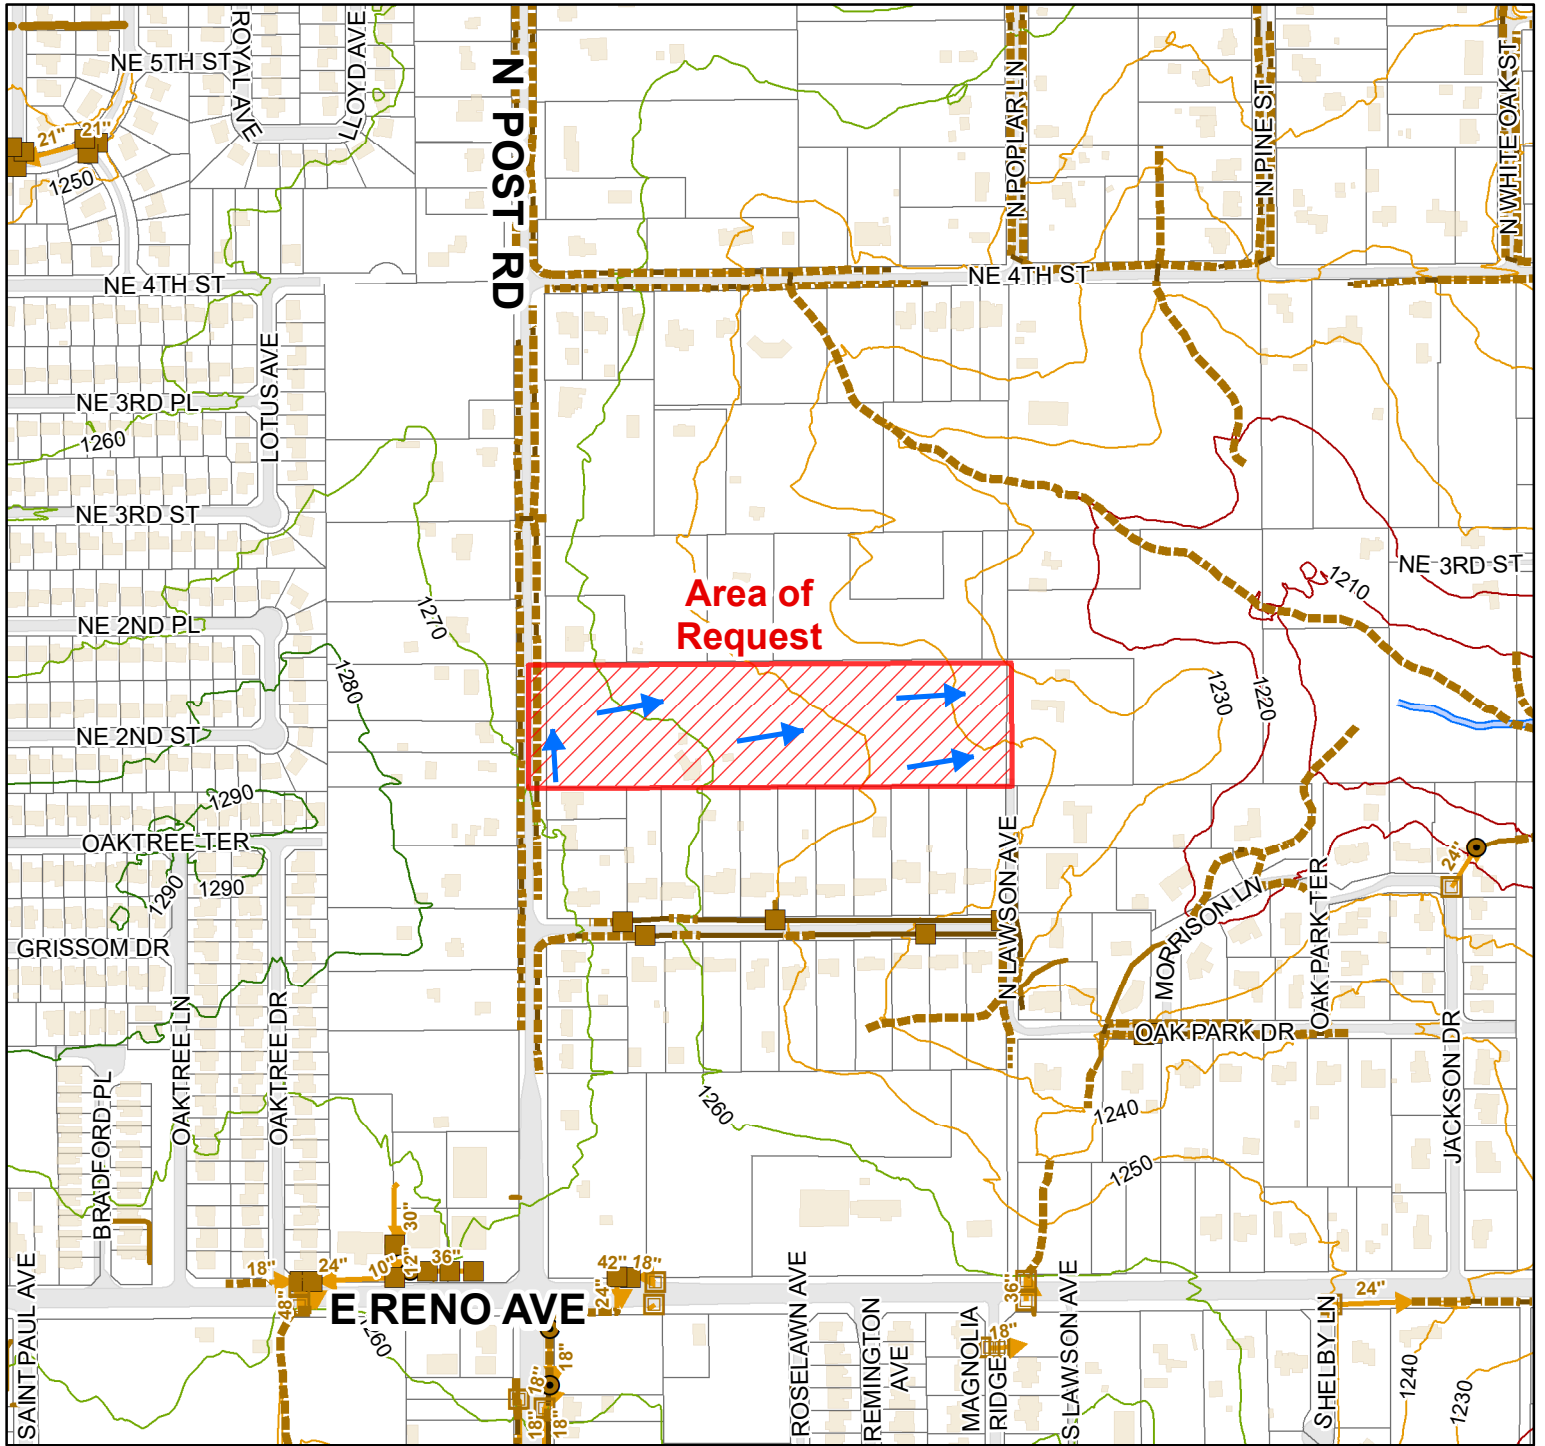 NE 5TH ST
ROYAL AVE
LLOYD AVE
N POST RD
N POPLAR LN
N PINE ST
N WHITE OAK ST
21"
21"
1250
NE 4TH ST
NE 4TH ST
LOTUS AVE
NE 3RD PL
1260
NE 3RD ST
NE 3RD ST
1210
Area of
Request
1270
NE 2ND PL
1280
1230
1220
NE 2ND ST
1290
OAKTREE TER
1290
1290
GRISSOM DR
N LAWSON AVE
MORRISON LN
OAK PARK TER
24"
OAK PARK DR
JACKSON DR
OAKTREE LN
OAKTREE DR
BRADFORD PL
1260
1240
1250
SAINT PAUL AVE
18"
24"
10"
12"
30"
36"
48"
42"
18"
24"
E RENO AVE
1260
18"
18"
18"
18"
ROSELAWN AVE
REMINGTON
AVE
MAGNOLIA
RIDGE
36"
18"
S LAWSON AVE
SHELBY LN
24"
1240
1230